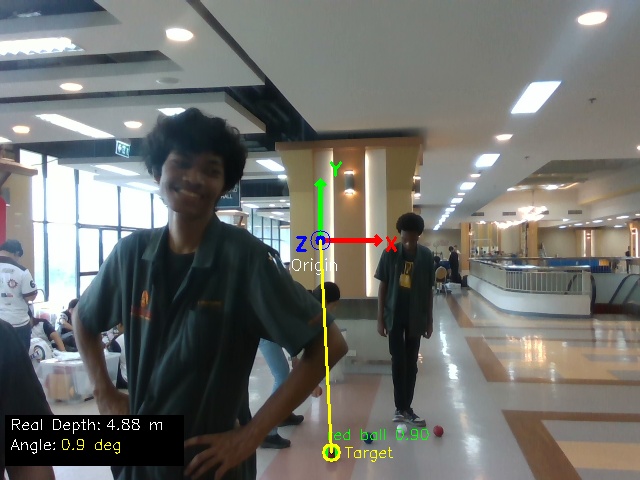 Y
Z
X
Origin
ed ball 0.90
Target
Real Depth: 4.88 m
Angle: 0.9 deg